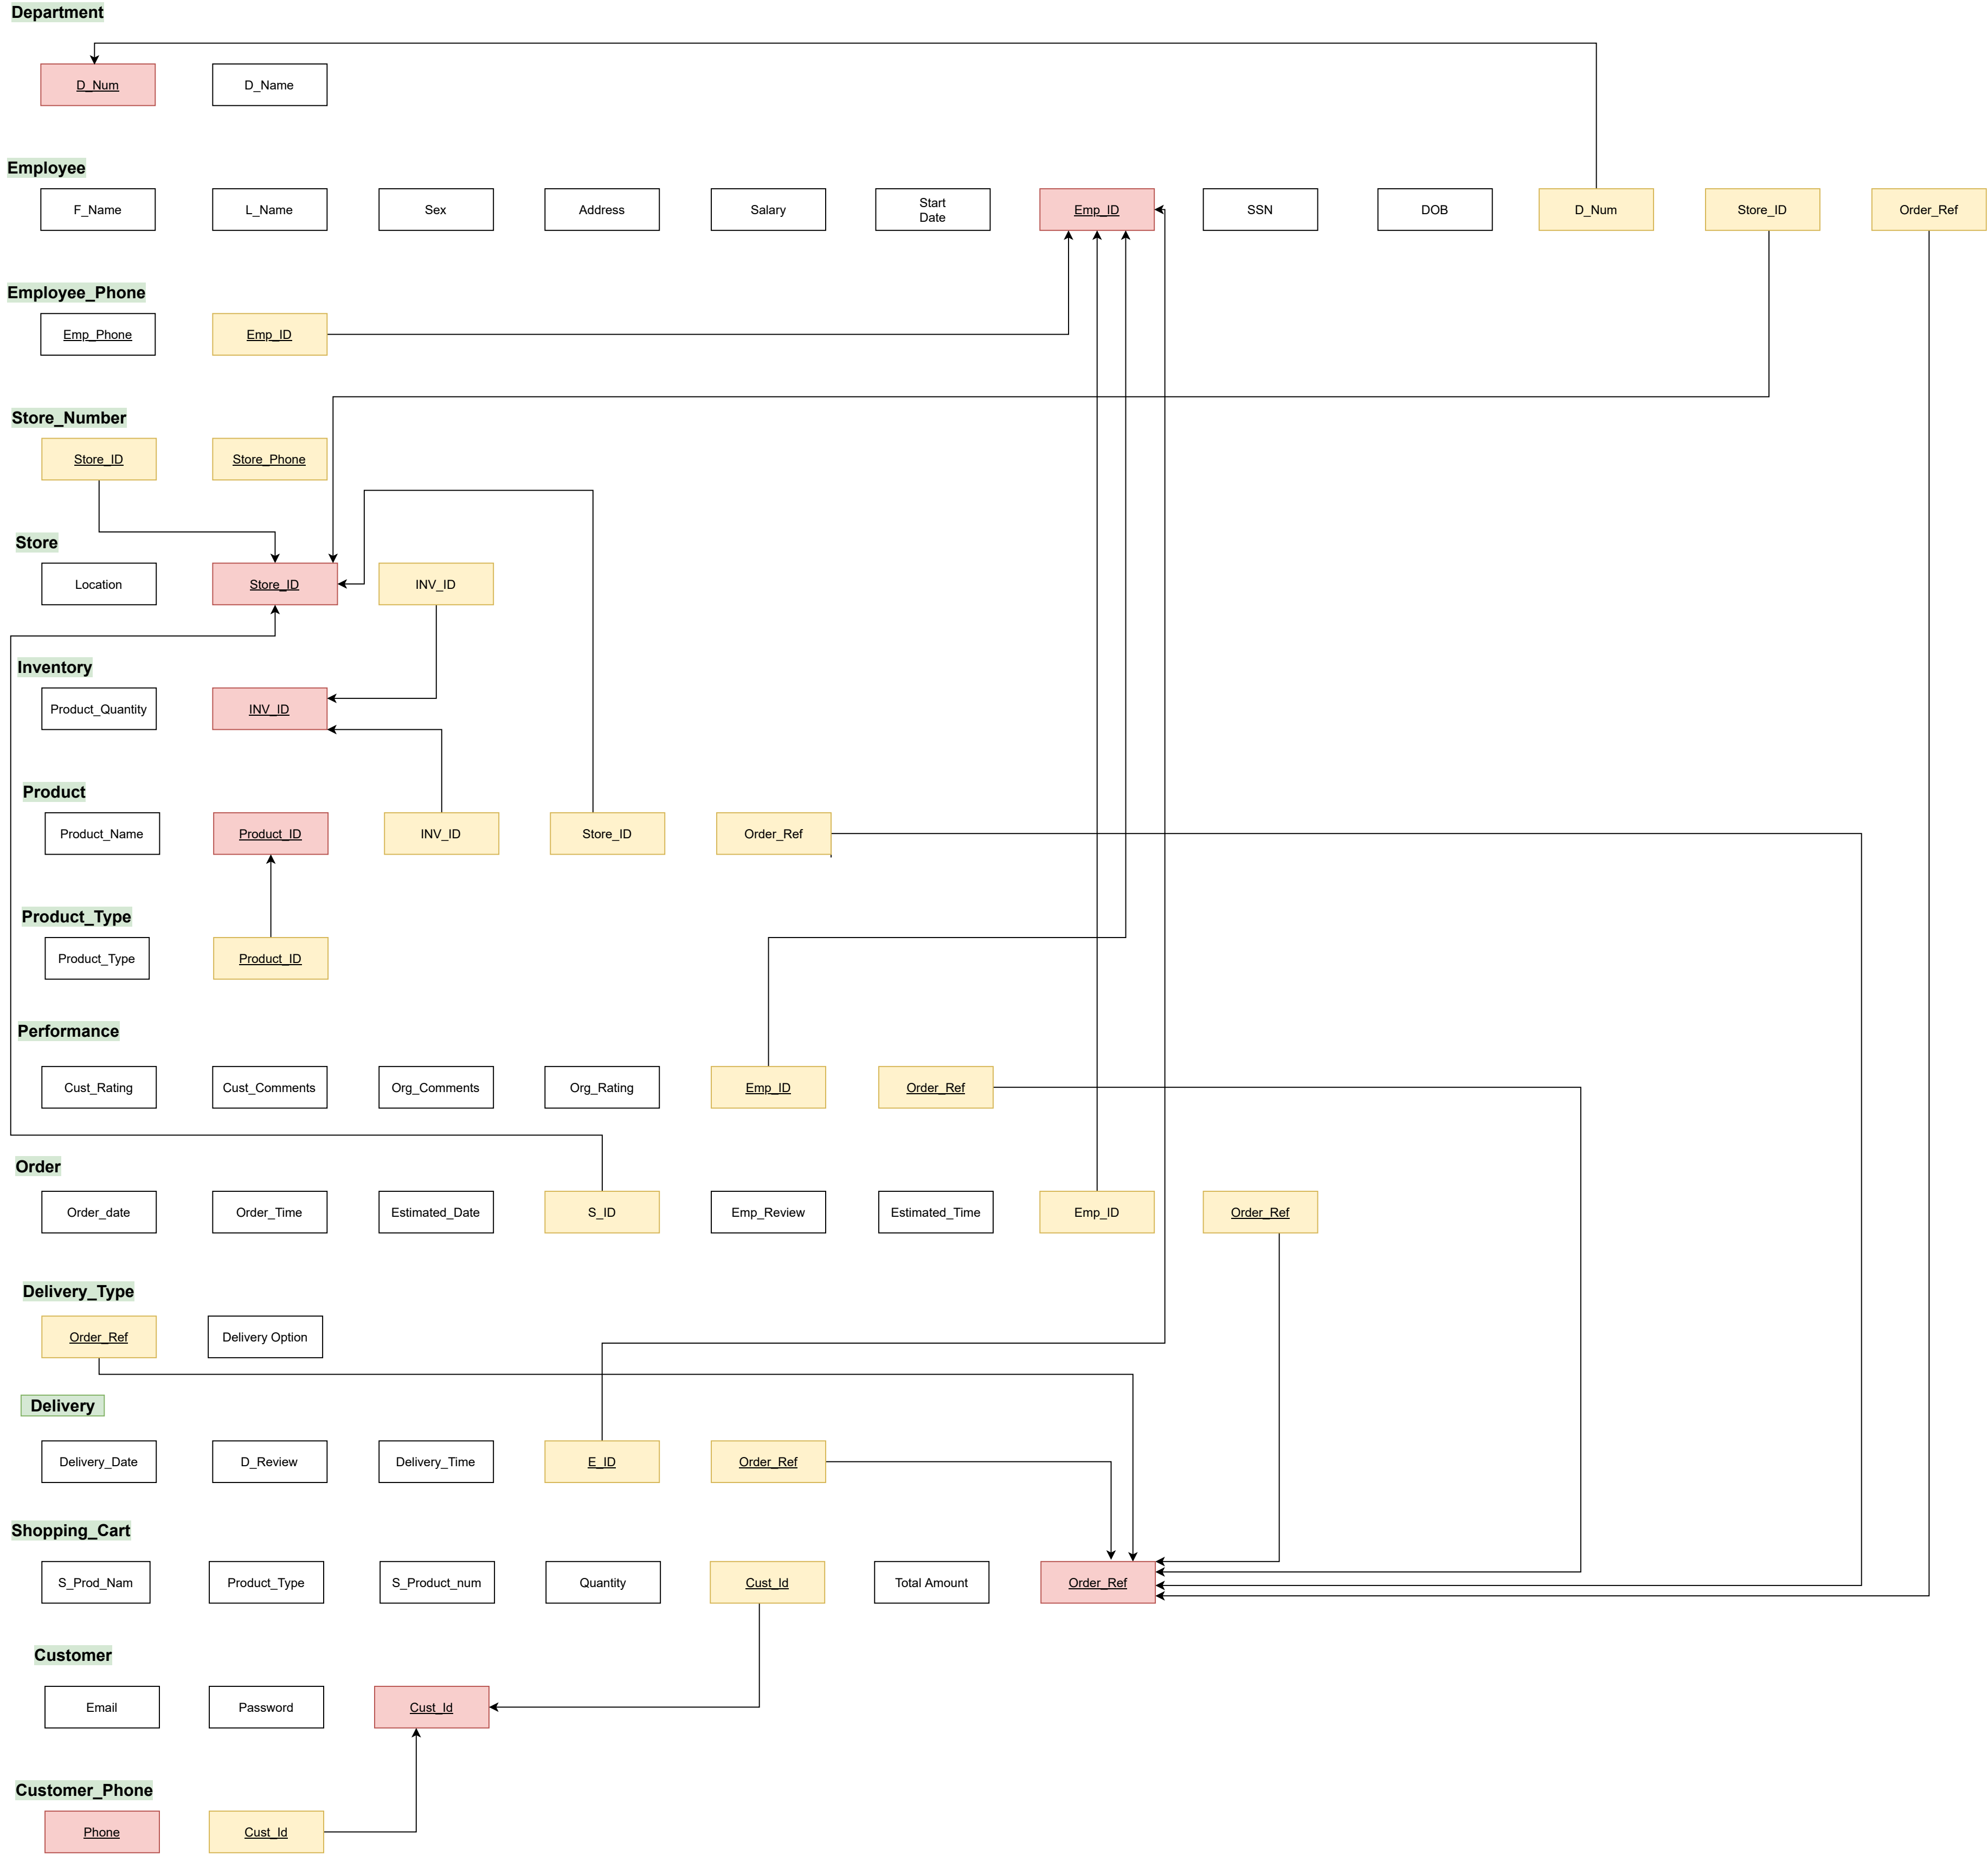 Department
D_Num
D_Name
Employee
F_Name
L_Name
Sex
Address
Salary
Start
Date
Emp_ID
SSN
DOB
D_Num
Store_ID
Order_Ref
Employee_Phone
Emp_Phone
Emp_ID
Store_Number
Store_ID
Store_Phone
Store
Location
Store_ID
INV_ID
Inventory
Product_Quantity
INV_ID
Product
Product_Name
Product_ID
INV_ID
Store_ID
Order_Ref
Product_Type
Product_Type
Product_ID
Performance
Cust_Rating
Cust_Comments
Org_Comments
Org_Rating
Emp_ID
Order_Ref
Order
Order_date
Order_Time
Estimated_Date
S_ID
Emp_Review
Estimated_Time
Emp_ID
Order_Ref
Delivery_Type
Order_Ref
Delivery Option
Delivery
Delivery_Date
D_Review
Delivery_Time
E_ID
Order_Ref
Shopping_Cart
S_Prod_Nam
Product_Type
S_Product_num
Quantity
Cust_Id
Total Amount
Order_Ref
Customer
Email
Password
Cust_Id
Customer_Phone
Phone
Cust_Id